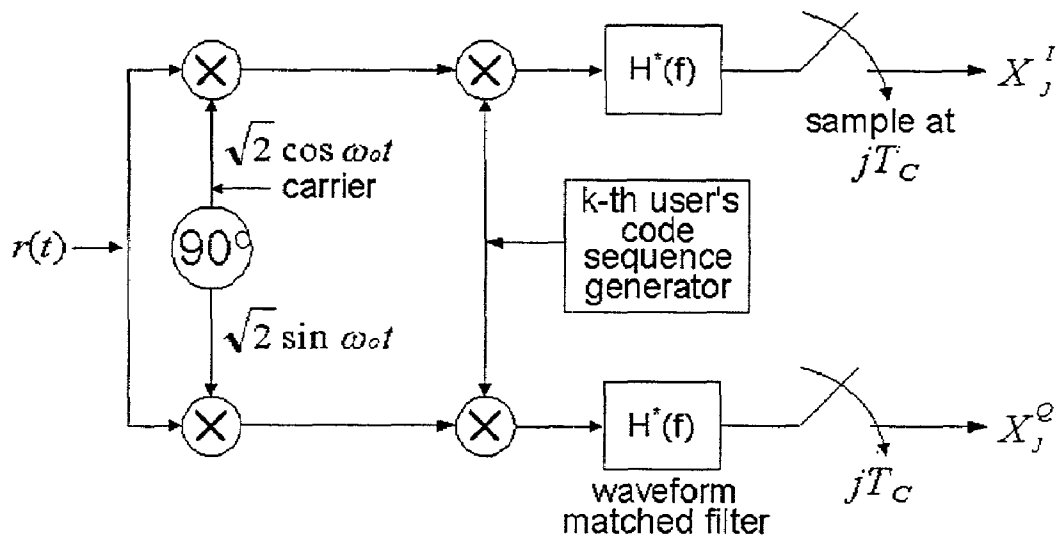 H*(f)
X_J^I
sample at
jT_C
√2 cos ω₀t
carrier
r(t)
90°
k-th user's
code
sequence
generator
√2 sin ω₀t
H*(f)
X_J^Q
jT_C
waveform
matched filter